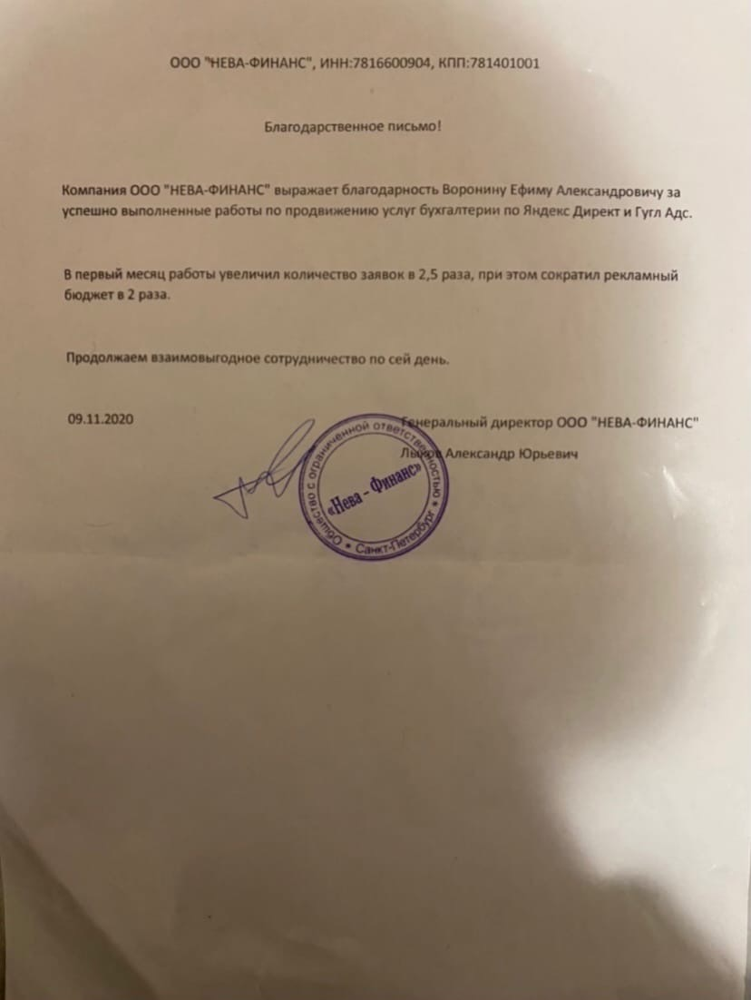 ООО "НЕВА-ФИНАНС", ИНН:7816600904, КПП:781401001
Благодарственное письмо!
Компания ООО "НЕВА-ФИНАНС" выражает благодарность Воронину Ефиму Александровичу за
успешно выполненные работы по продвижению услуг бухгалтерии по Яндекс Директ и Гугл Адс.
В первый месяц работы увеличил количество заявок в 2,5 раза, при этом сократил рекламный
бюджет в 2 раза.
Продолжаем взаимовыгодное сотрудничество по сей день.
09.11.2020
Генеральный директор ООО "НЕВА-ФИНАНС"
Лыков Александр Юрьевич
Общество с ограниченной ответственностью * Санкт-Петербург *
«Нева - Финанс»